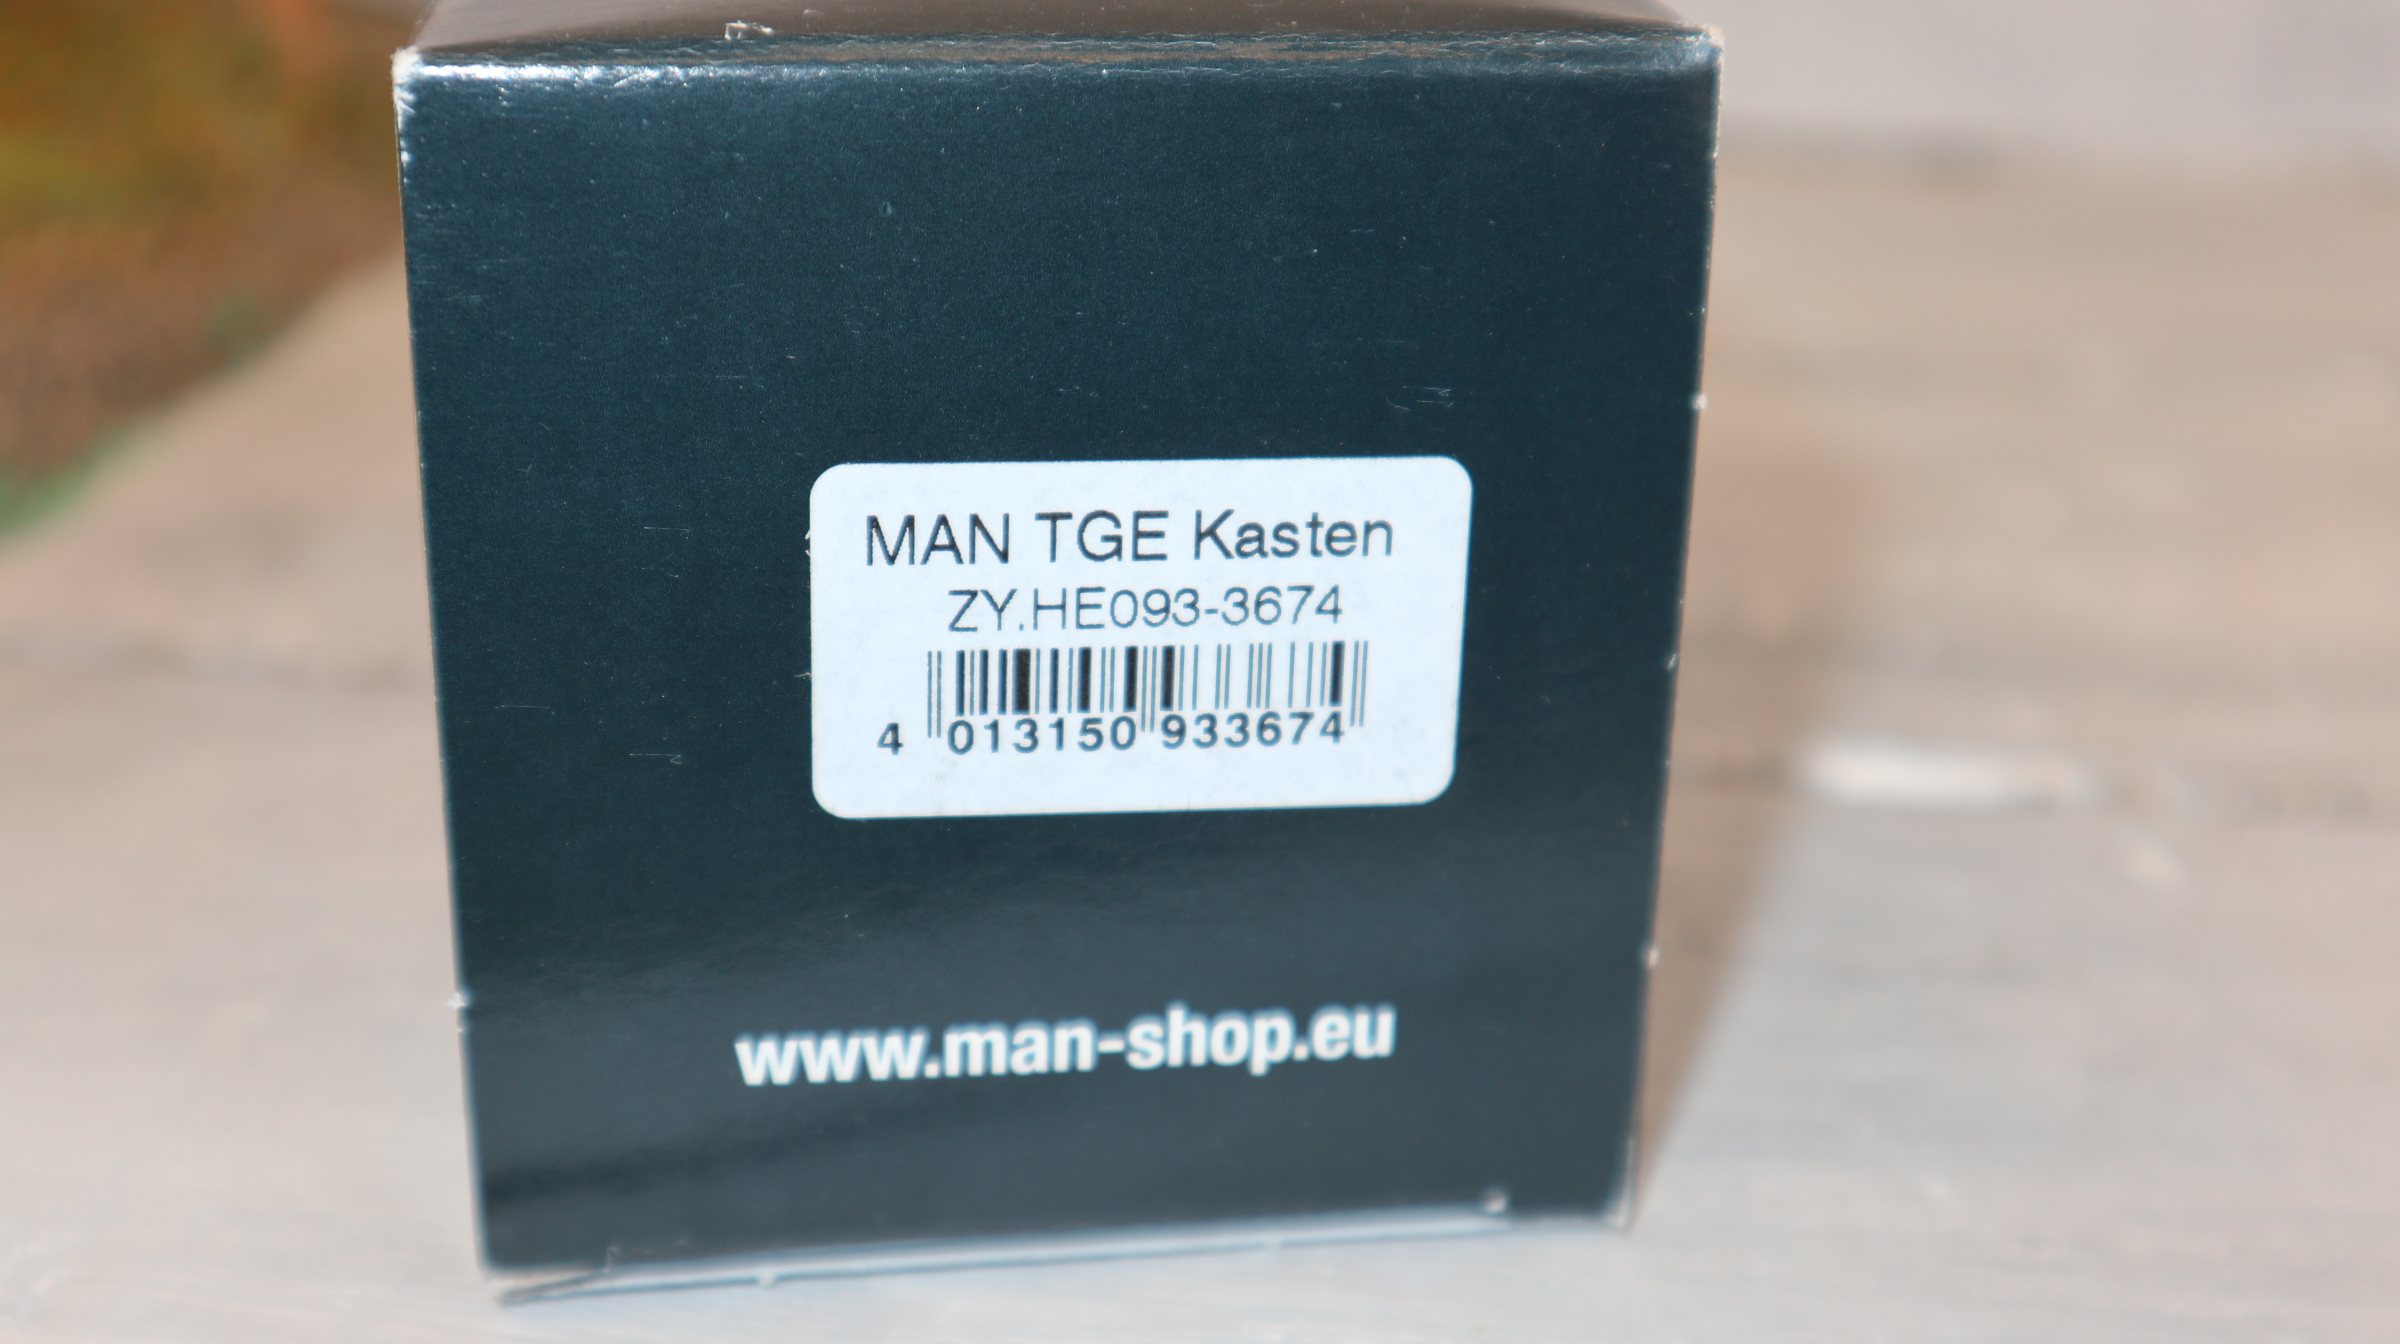 MAN TGE Kasten
ZY.HE093-3674
4 013150 933674
www.man-shop.eu